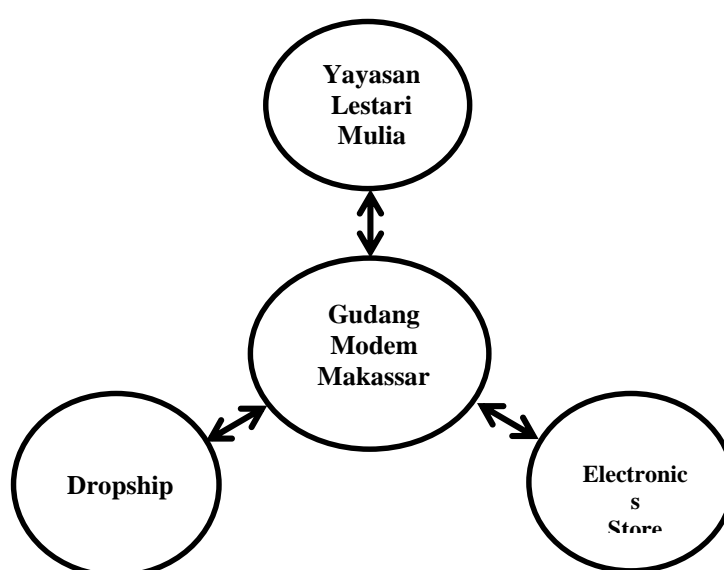 Yayasan
Lestari
Mulia
Gudang
Modem
Makassar
Dropship
Electronic
s
Store